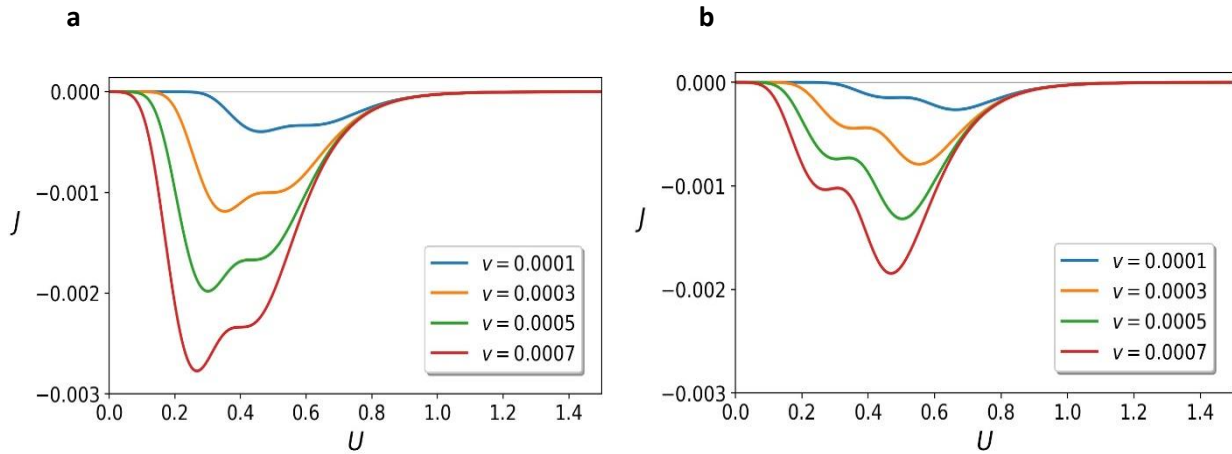 a
0.000
−0.001
−0.002
−0.003
J
0.0 0.2 0.4 0.6 0.8 1.0 1.2 1.4
U
v = 0.0001
v = 0.0003
v = 0.0005
v = 0.0007
b
0.000
−0.001
−0.002
−0.003
J
0.0 0.2 0.4 0.6 0.8 1.0 1.2 1.4
U
v = 0.0001
v = 0.0003
v = 0.0005
v = 0.0007